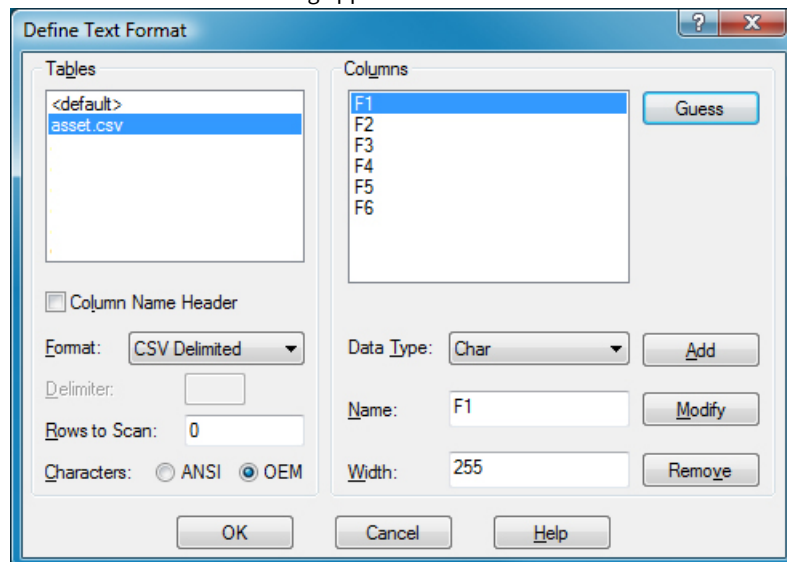 Define Text Format
Tables
<default>
asset.csv
Column Name Header
Format: CSV Delimited
Delimiter:
Rows to Scan: 0
Characters: ANSI OEM
Columns
F1
F2
F3
F4
F5
F6
Guess
Data Type: Char Add
Name: F1 Modify
Width: 255 Remove
OK Cancel Help